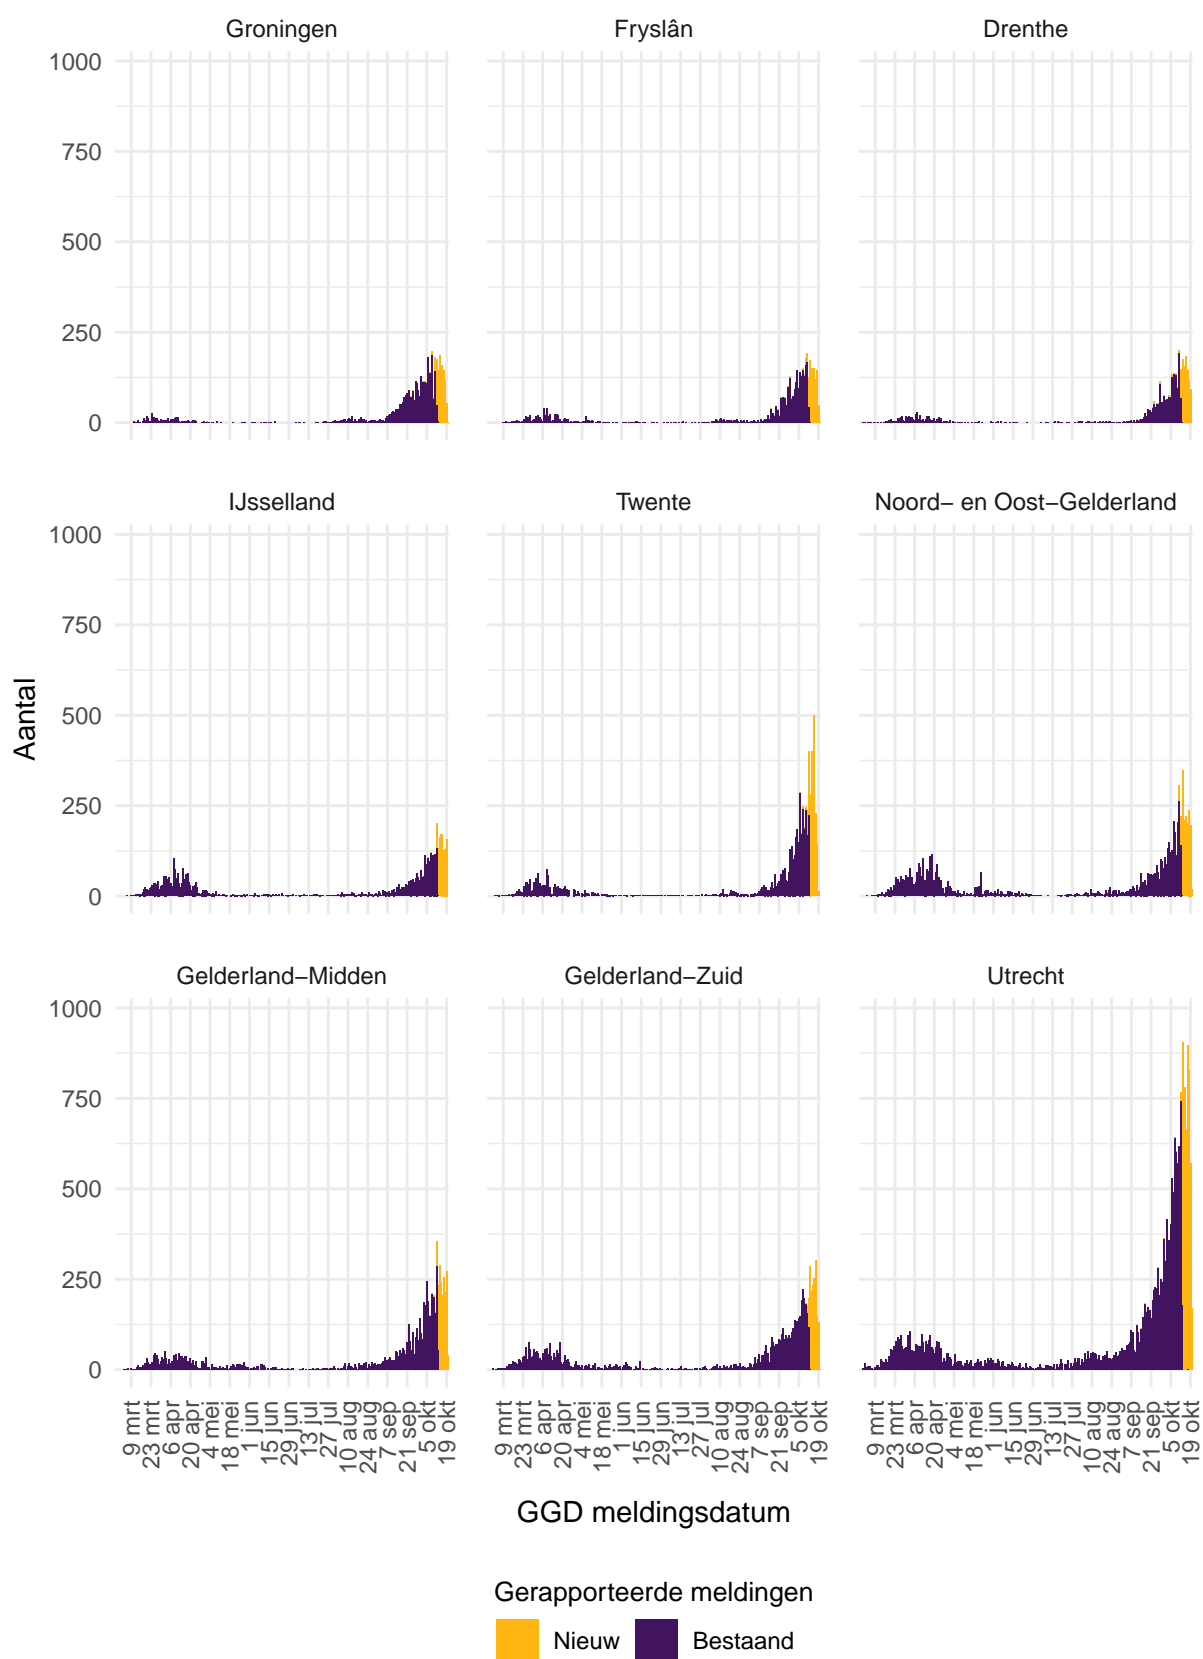 Groningen Fryslân Drenthe
1000
750
500
250
0
IJsselland Twente Noord− en Oost−Gelderland
1000
750
500
250
0
Aantal
Gelderland−Midden Gelderland−Zuid Utrecht
1000
750
500
250
0
9 mrt 23 mrt 6 apr 20 apr 4 mei 18 mei 1 jun 15 jun 29 jun 13 jul 27 jul 10 aug 24 aug 7 sep 21 sep 5 okt 19 okt
9 mrt 23 mrt 6 apr 20 apr 4 mei 18 mei 1 jun 15 jun 29 jun 13 jul 27 jul 10 aug 24 aug 7 sep 21 sep 5 okt 19 okt
9 mrt 23 mrt 6 apr 20 apr 4 mei 18 mei 1 jun 15 jun 29 jun 13 jul 27 jul 10 aug 24 aug 7 sep 21 sep 5 okt 19 okt
GGD meldingsdatum
Gerapporteerde meldingen
Nieuw Bestaand